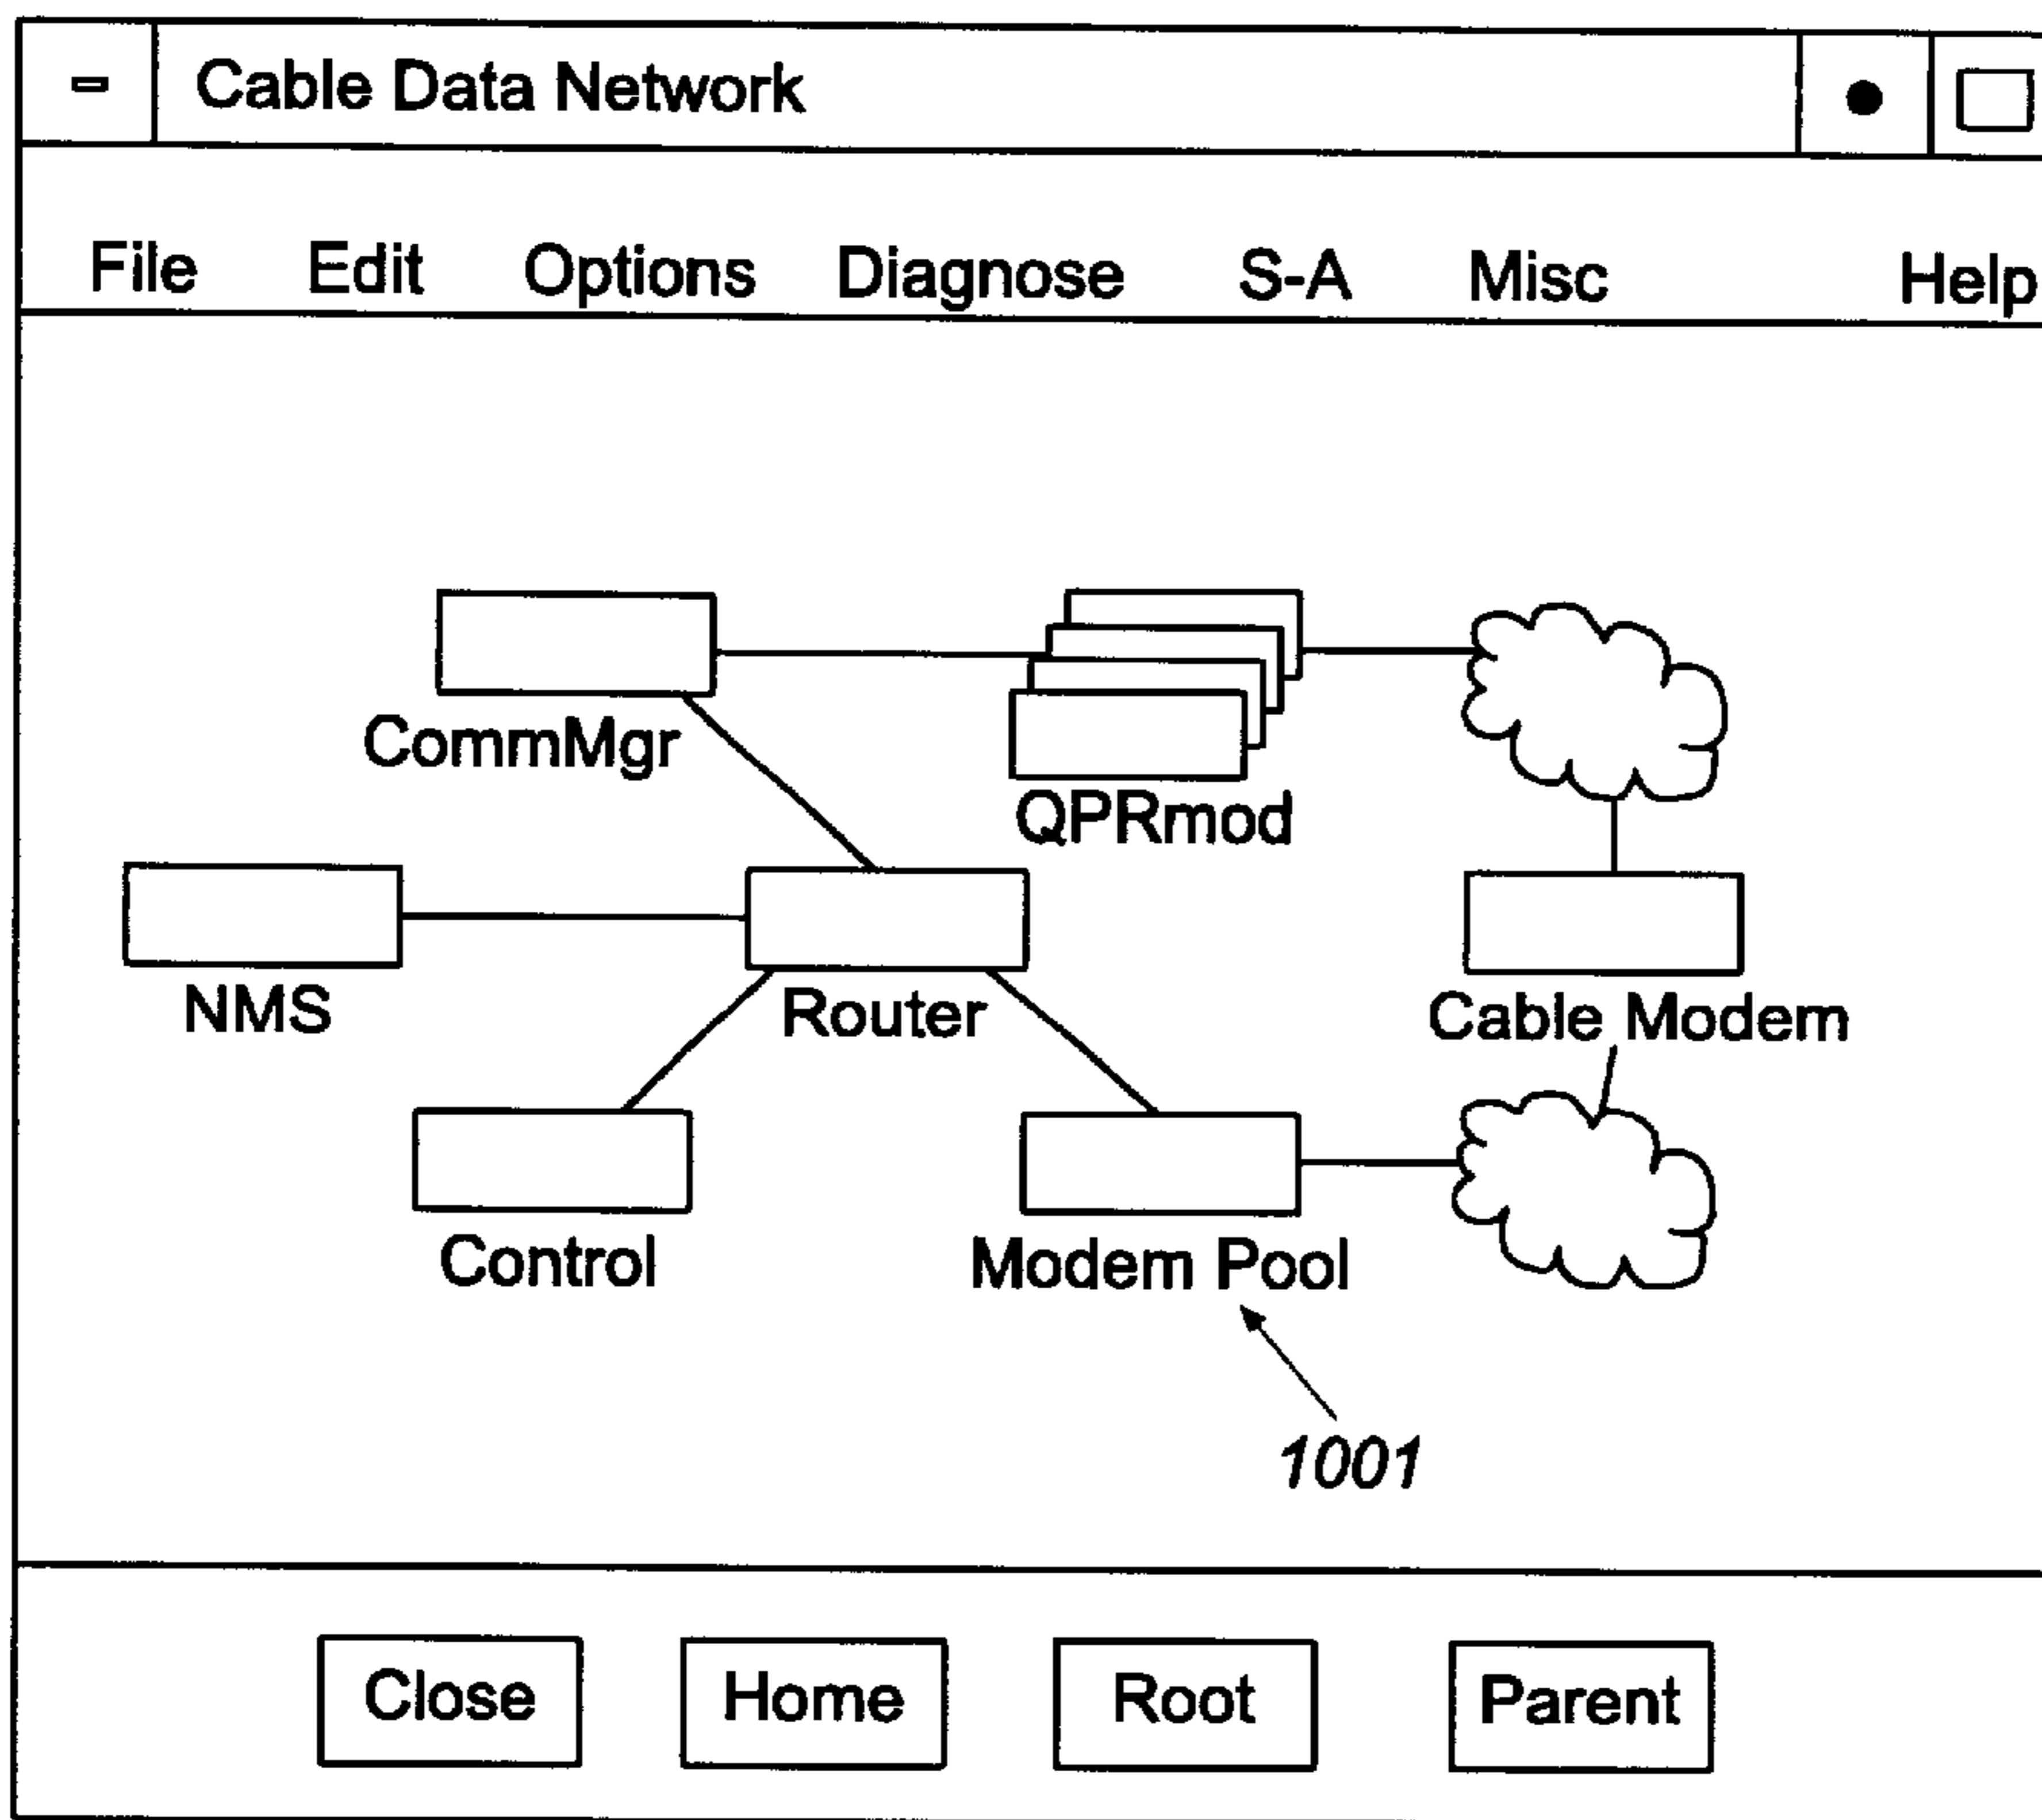 Cable Data Network
File Edit Options Diagnose S-A Misc Help
CommMgr
QPRmod
NMS
Router
Cable Modem
Control
Modem Pool
1001
Close Home Root Parent